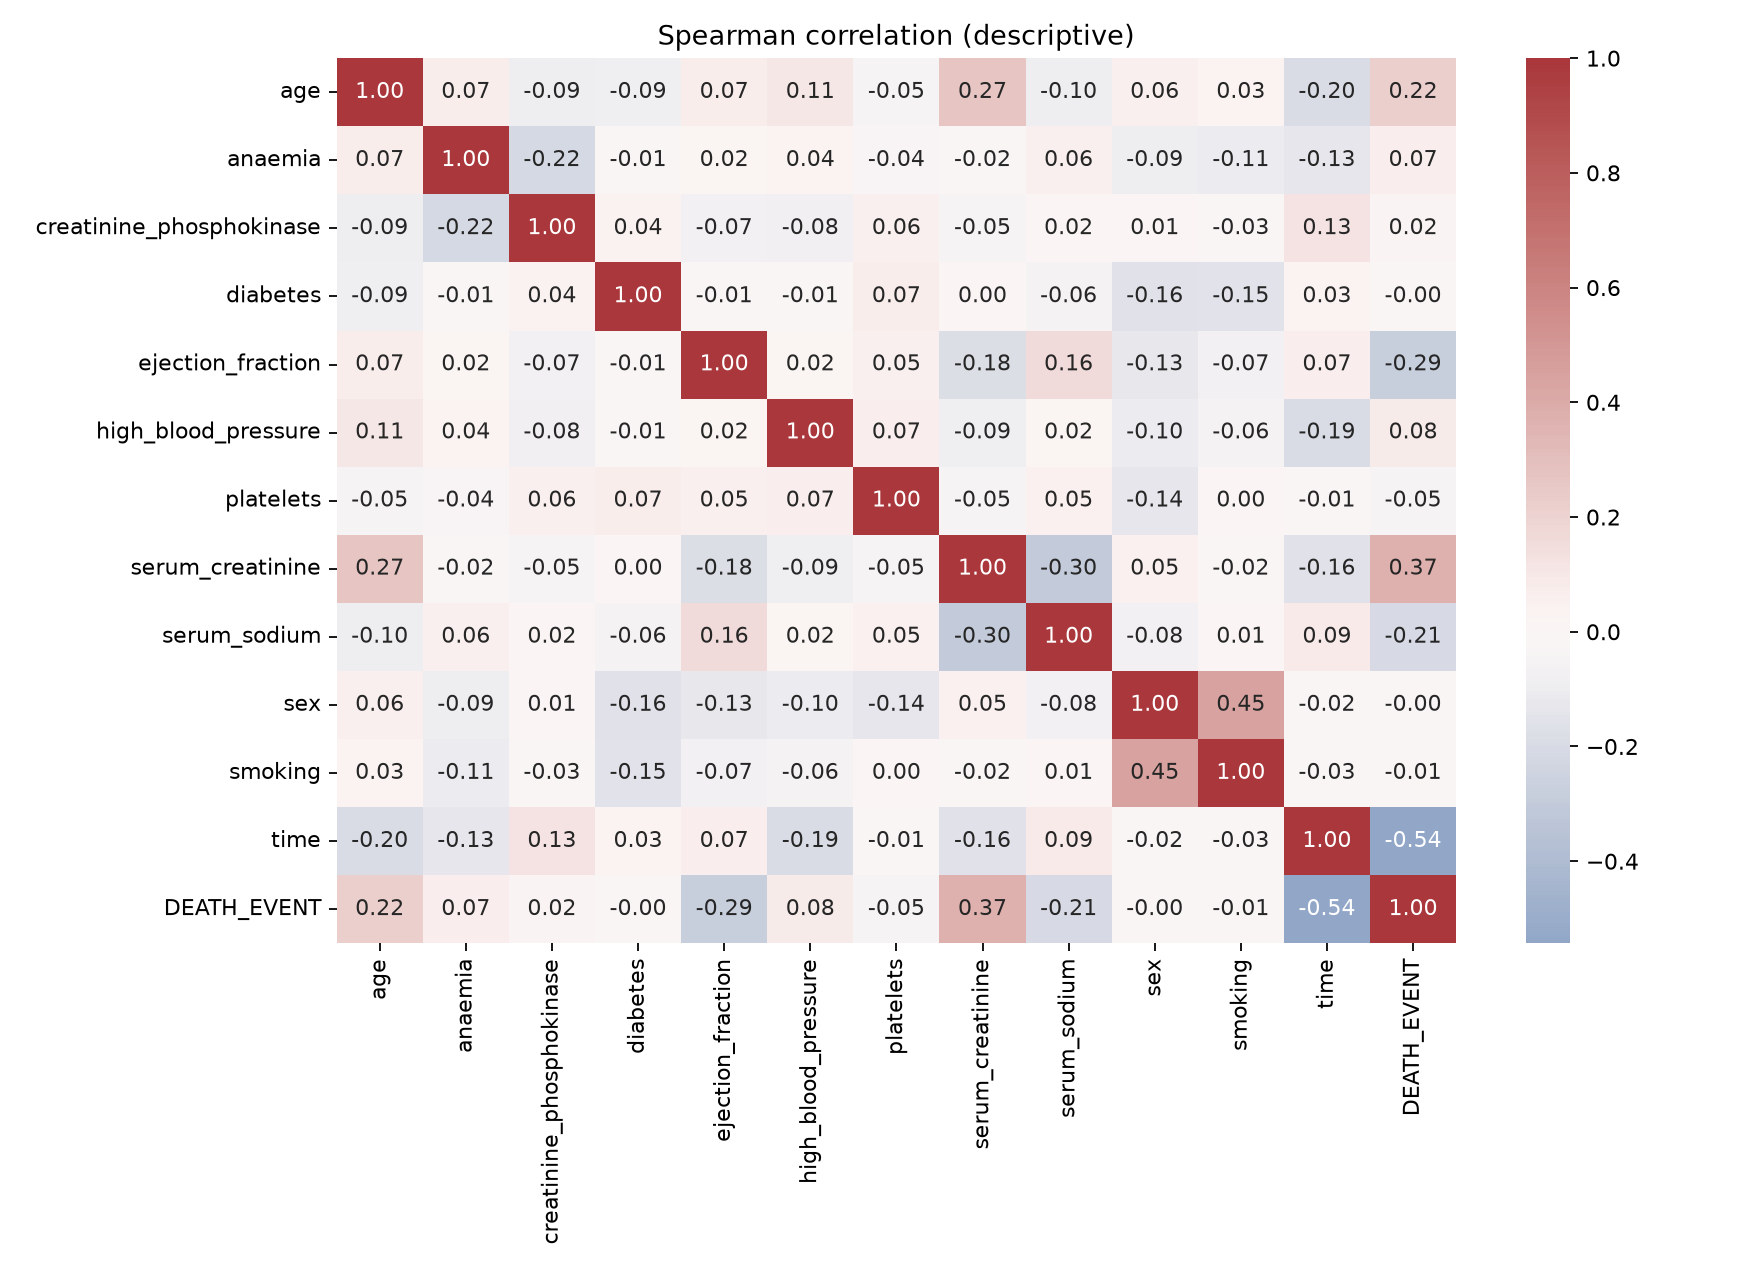 Spearman correlation (descriptive)
age 1.00 0.07 -0.09 -0.09 0.07 0.11 -0.05 0.27 -0.10 0.06 0.03 -0.20 0.22
anaemia 0.07 1.00 -0.22 -0.01 0.02 0.04 -0.04 -0.02 0.06 -0.09 -0.11 -0.13 0.07
creatinine_phosphokinase -0.09 -0.22 1.00 0.04 -0.07 -0.08 0.06 -0.05 0.02 0.01 -0.03 0.13 0.02
diabetes -0.09 -0.01 0.04 1.00 -0.01 -0.01 0.07 0.00 -0.06 -0.16 -0.15 0.03 -0.00
ejection_fraction 0.07 0.02 -0.07 -0.01 1.00 0.02 0.05 -0.18 0.16 -0.13 -0.07 0.07 -0.29
high_blood_pressure 0.11 0.04 -0.08 -0.01 0.02 1.00 0.07 -0.09 0.02 -0.10 -0.06 -0.19 0.08
platelets -0.05 -0.04 0.06 0.07 0.05 0.07 1.00 -0.05 0.05 -0.14 0.00 -0.01 -0.05
serum_creatinine 0.27 -0.02 -0.05 0.00 -0.18 -0.09 -0.05 1.00 -0.30 0.05 -0.02 -0.16 0.37
serum_sodium -0.10 0.06 0.02 -0.06 0.16 0.02 0.05 -0.30 1.00 -0.08 0.01 0.09 -0.21
sex 0.06 -0.09 0.01 -0.16 -0.13 -0.10 -0.14 0.05 -0.08 1.00 0.45 -0.02 -0.00
smoking 0.03 -0.11 -0.03 -0.15 -0.07 -0.06 0.00 -0.02 0.01 0.45 1.00 -0.03 -0.01
time -0.20 -0.13 0.13 0.03 0.07 -0.19 -0.01 -0.16 0.09 -0.02 -0.03 1.00 -0.54
DEATH_EVENT 0.22 0.07 0.02 -0.00 -0.29 0.08 -0.05 0.37 -0.21 -0.00 -0.01 -0.54 1.00
age
anaemia
creatinine_phosphokinase
diabetes
ejection_fraction
high_blood_pressure
platelets
serum_creatinine
serum_sodium
sex
smoking
time
DEATH_EVENT
1.0
0.8
0.6
0.4
0.2
0.0
−0.2
−0.4